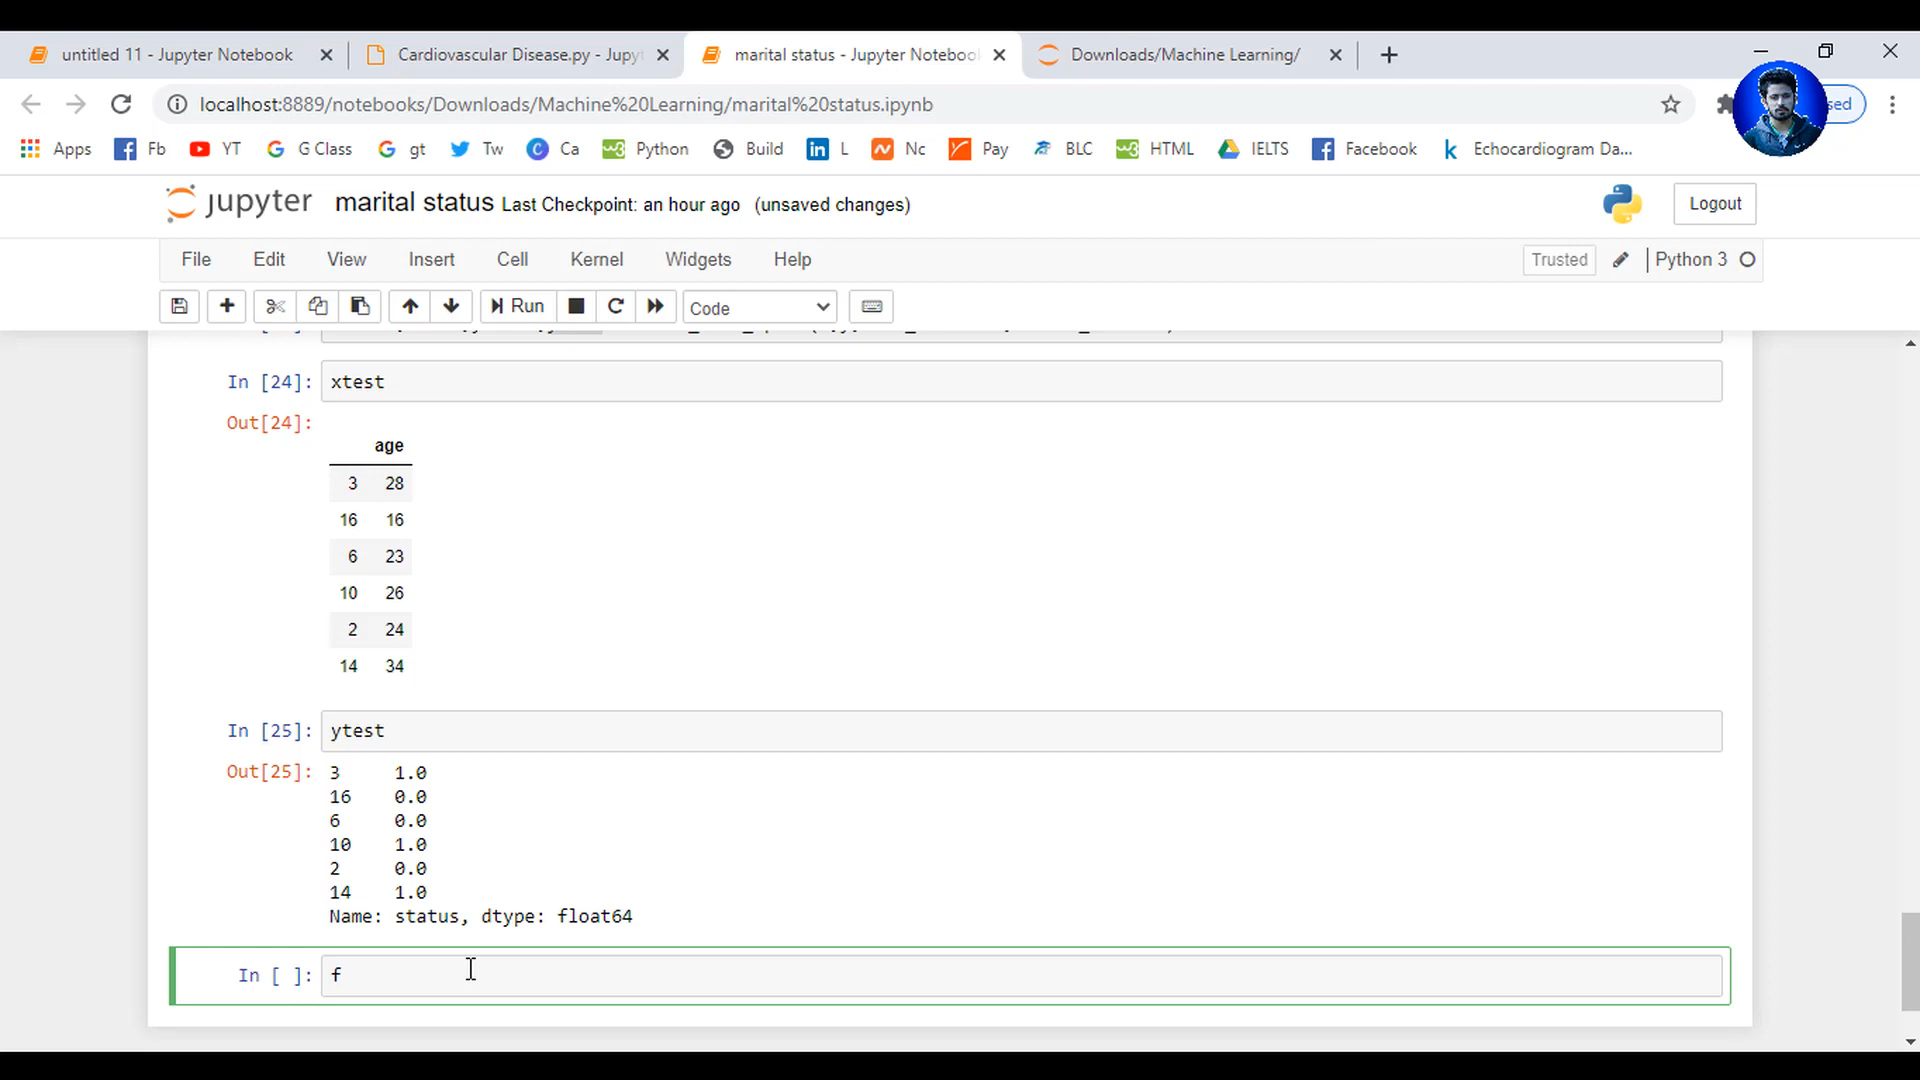 untitled 11 - Jupyter Notebook
Cardiovascular Disease.py - Jupyt
marital status - Jupyter Notebook
Downloads/Machine Learning/
localhost:8889/notebooks/Downloads/Machine%20Learning/marital%20status.ipynb
sed
Apps Fb YT G Class gt Tw Ca Python Build L Nc Pay BLC HTML IELTS Facebook Echocardiogram Da...
jupyter marital status Last Checkpoint: an hour ago (unsaved changes)
Logout
File Edit View Insert Cell Kernel Widgets Help
Trusted
Python 3
Run
Code
In [24]: xtest
Out[24]:
age
3 28
16 16
6 23
10 26
2 24
14 34
In [25]: ytest
Out[25]: 3 1.0
16 0.0
6 0.0
10 1.0
2 0.0
14 1.0
Name: status, dtype: float64
In [ ]: f